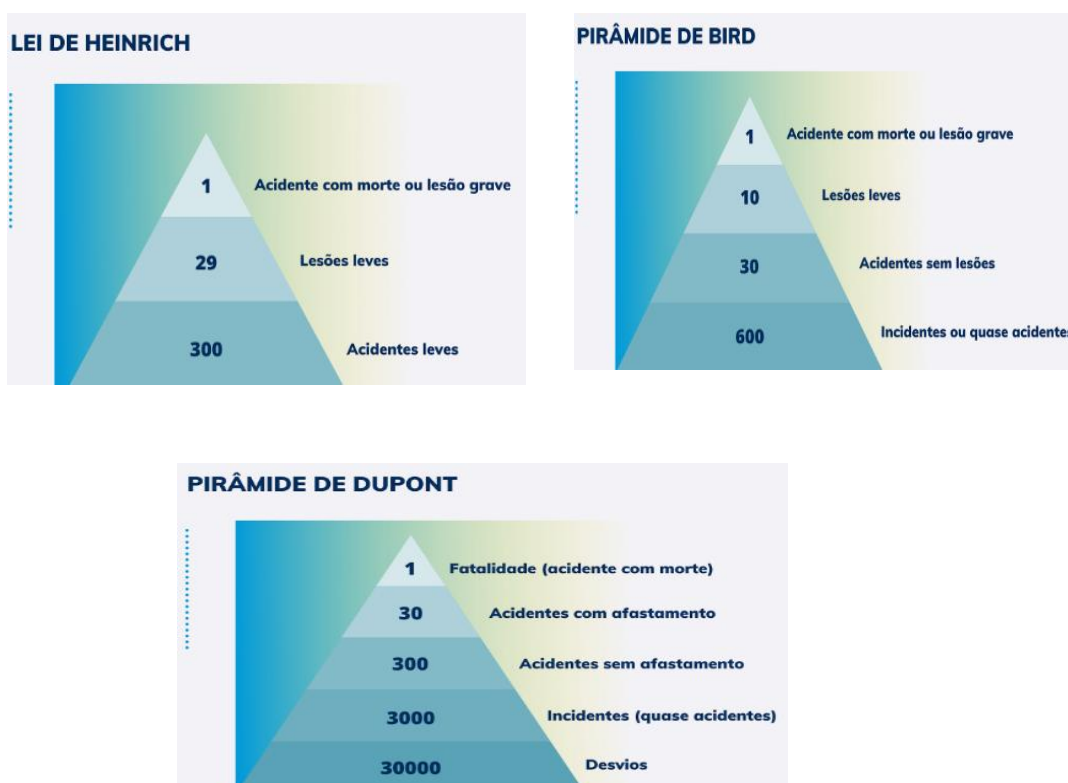 LEI DE HEINRICH
1 Acidente com morte ou lesão grave
29 Lesões leves
300 Acidentes leves
PIRÂMIDE DE BIRD
1 Acidente com morte ou lesão grave
10 Lesões leves
30 Acidentes sem lesões
600 Incidentes ou quase acidentes
PIRÂMIDE DE DUPONT
1 Fatalidade (acidente com morte)
30 Acidentes com afastamento
300 Acidentes sem afastamento
3000 Incidentes (quase acidentes)
30000 Desvios